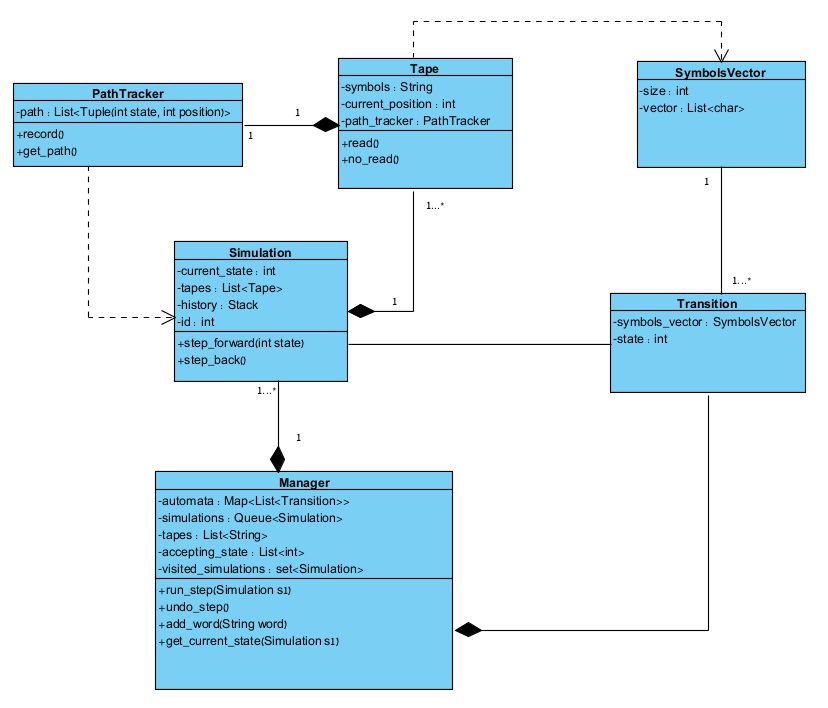 PathTracker
-path : List<Tuple(int state, int position)>
+record()
+get_path()
1
1
Tape
-symbols : String
-current_position : int
-path_tracker : PathTracker
+read()
+no_read()
SymbolsVector
-size : int
-vector : List<char>
1
1...*
1...*
1
Simulation
-current_state : int
-tapes : List<Tape>
-history : Stack
-id : int
+step_forward(int state)
+step_back()
Transition
-symbols_vector : SymbolsVector
-state : int
1...*
1
Manager
-automata : Map<List<Transition>>
-simulations : Queue<Simulation>
-tapes : List<String>
-accepting_state : List<int>
-visited_simulations : set<Simulation>
+run_step(Simulation s1)
+undo_step()
+add_word(String word)
+get_current_state(Simulation s1)